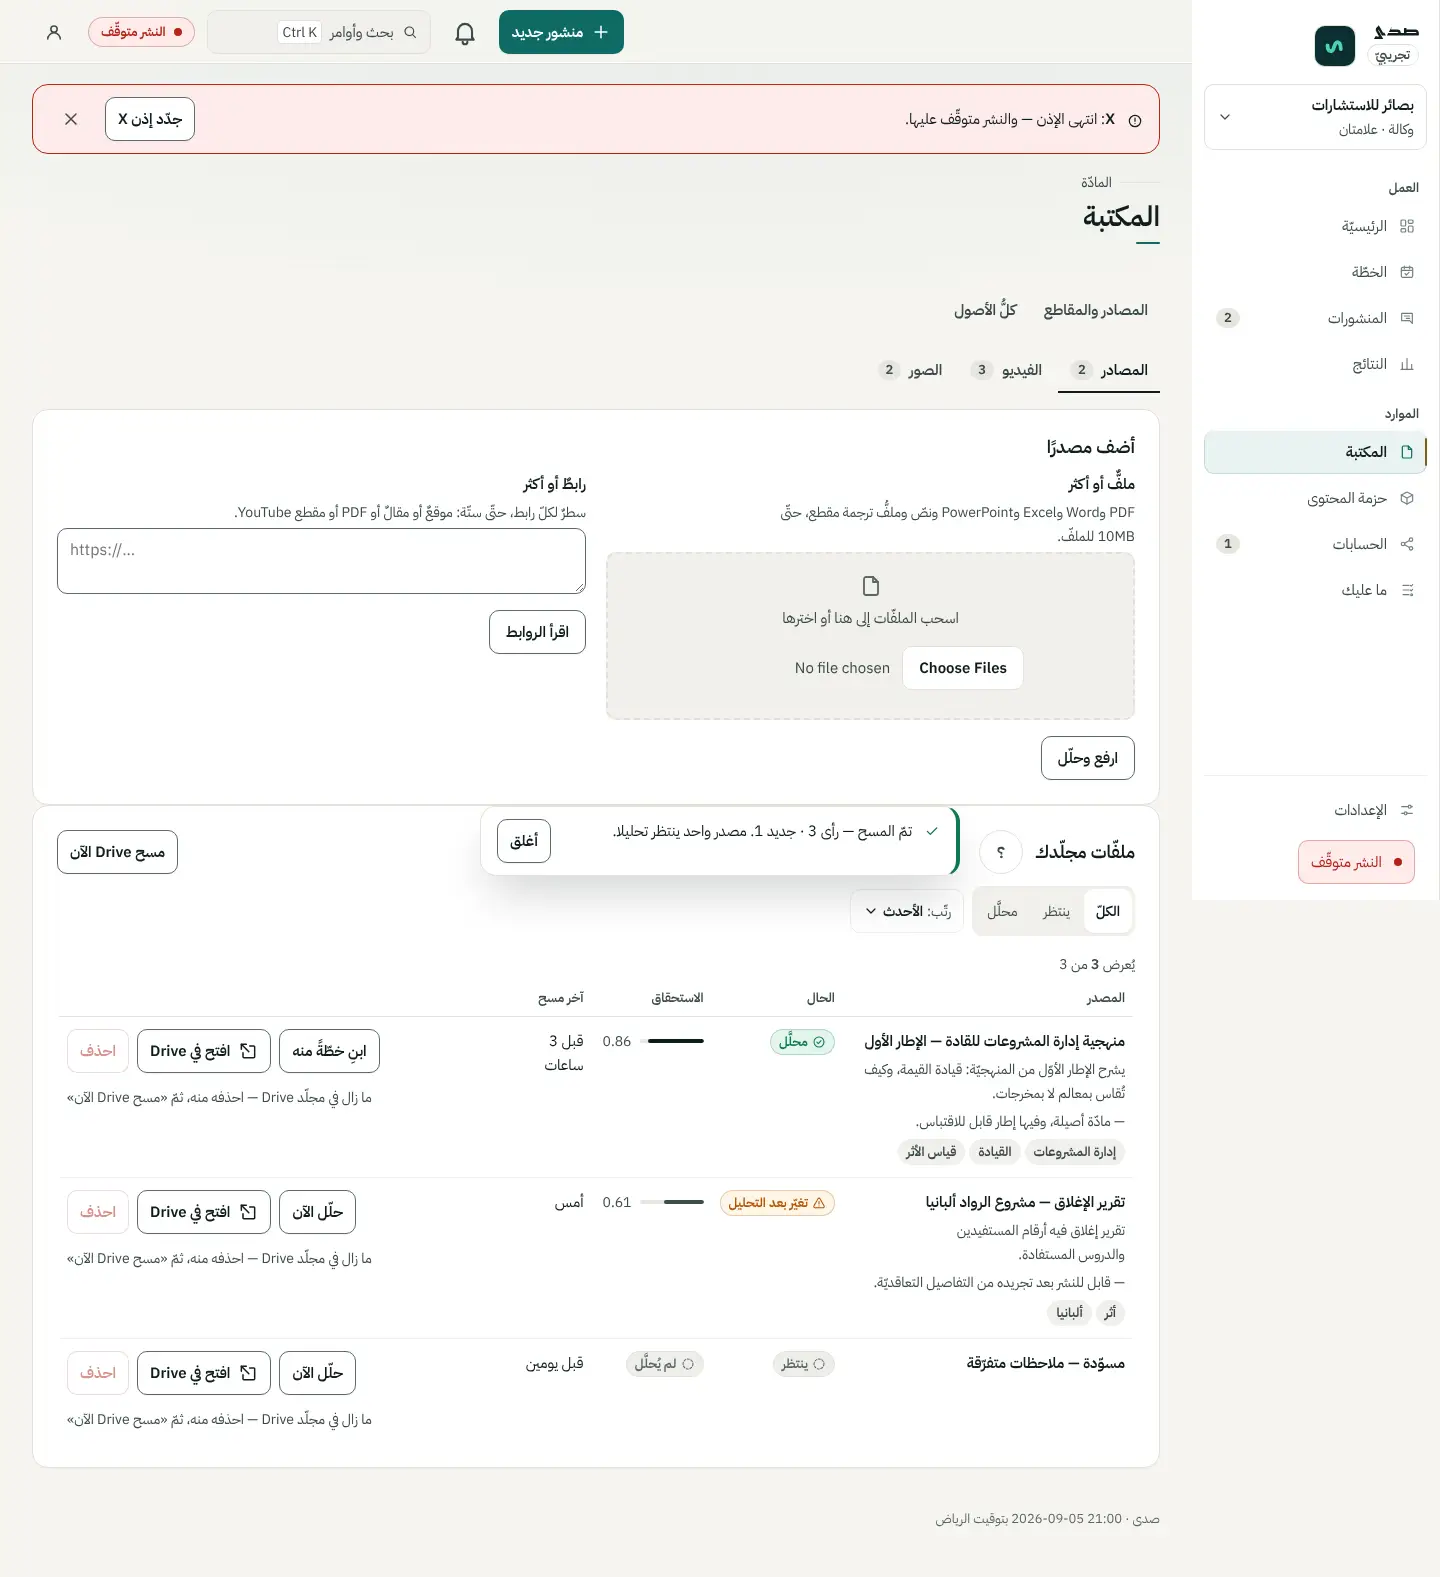 صدى
تجريبيّ
بصائر للاستشارات
وكالة · علامتان
العمل
الرئيسيّة
الخطّة
المنشورات 2
النتائج
الموارد
المكتبة
حزمة المحتوى
الحسابات 1
ما عليك
الإعدادات
النشر متوقّف
منشور جديد
بحث وأوامر Ctrl K
النشر متوقّف
X: انتهى الإذن — والنشر متوقّف عليها.
جدّد إذن X
المادّة
المكتبة
المصادر والمقاطع
كلُّ الأصول
المصادر 2
الفيديو 3
الصور 2
أضف مصدرًا
ملفٌّ أو أكثر
PDF وWord وExcel وPowerPoint ونصّ وملفُّ ترجمة مقطع، حتّى
10MB للملفّ.
اسحب الملفّات إلى هنا أو اخترها
Choose Files No file chosen
ارفع وحلّل
رابطٌ أو أكثر
سطرٌ لكلّ رابط، حتّى ستّة: موقعٌ أو مقالٌ أو PDF أو مقطع YouTube.
https://...
اقرأ الروابط
ملفّات مجلّدك
؟
تمّ المسح — رأى 3 · جديد 1. مصدر واحد ينتظر تحليلا.
أغلق
مسح Drive الآن
الكلّ
ينتظر
محلَّل
رتّب: الأحدث
يُعرض 3 من 3
المصدر الحال الاستحقاق آخر مسح
منهجية إدارة المشروعات للقادة — الإطار الأول
يشرح الإطار الأوّل من المنهجيّة: قيادة القيمة، وكيف
تُقاس بمعالم لا بمخرجات.
— مادّة أصيلة، وفيها إطار قابل للاقتباس.
إدارة المشروعات القيادة قياس الأثر
محلَّل
0.86
قبل 3
ساعات
ابنِ خطّةً منه
افتح في Drive
احذف
ما زال في مجلّد Drive — احذفه منه، ثمّ «مسح Drive الآن»
تقرير الإغلاق — مشروع الرواد ألبانيا
تقرير إغلاق فيه أرقام المستفيدين
والدروس المستفادة.
— قابل للنشر بعد تجريده من التفاصيل التعاقديّة.
أثر ألبانيا
تغيّر بعد التحليل
0.61
أمس
حلّل الآن
افتح في Drive
احذف
ما زال في مجلّد Drive — احذفه منه، ثمّ «مسح Drive الآن»
مسوّدة — ملاحظات متفرّقة
ينتظر
لم يُحلَّل
قبل يومين
حلّل الآن
افتح في Drive
احذف
ما زال في مجلّد Drive — احذفه منه، ثمّ «مسح Drive الآن»
صدى · 2026-09-05 21:00 بتوقيت الرياض